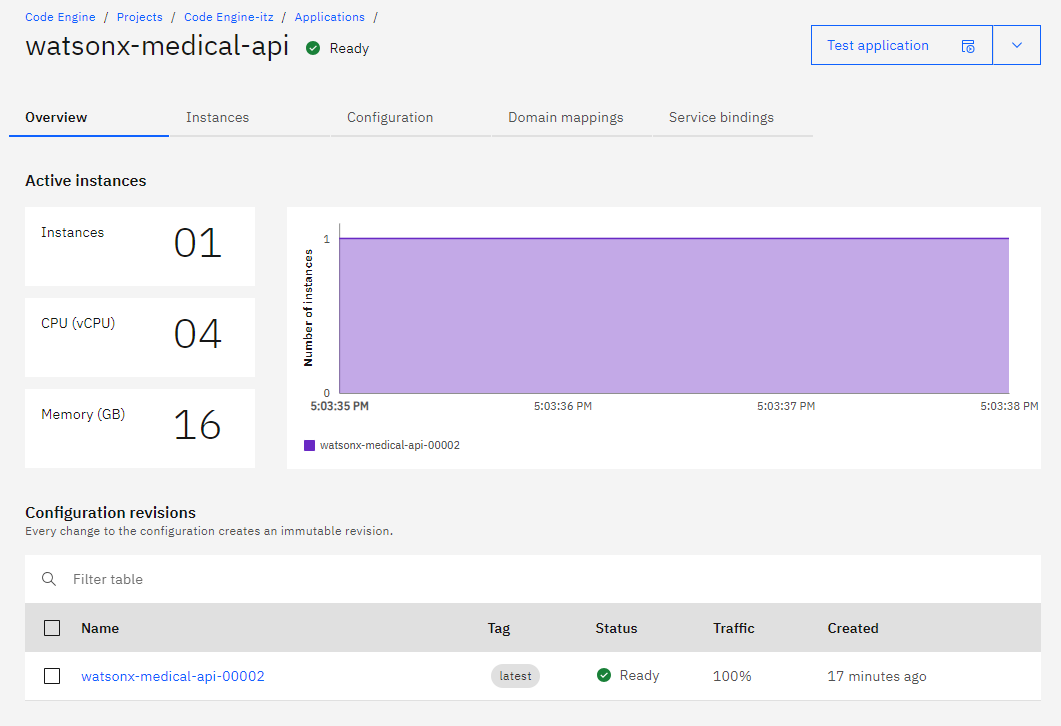 Code Engine / Projects / Code Engine-itz / Applications /
watsonx-medical-api Ready
Test application
Overview Instances Configuration Domain mappings Service bindings
Active instances
Instances 01
CPU (vCPU) 04
Memory (GB) 16
Number of instances
1
0
5:03:35 PM 5:03:36 PM 5:03:37 PM 5:03:38 PM
watsonx-medical-api-00002
Configuration revisions
Every change to the configuration creates an immutable revision.
Filter table
Name Tag Status Traffic Created
watsonx-medical-api-00002 latest Ready 100% 17 minutes ago